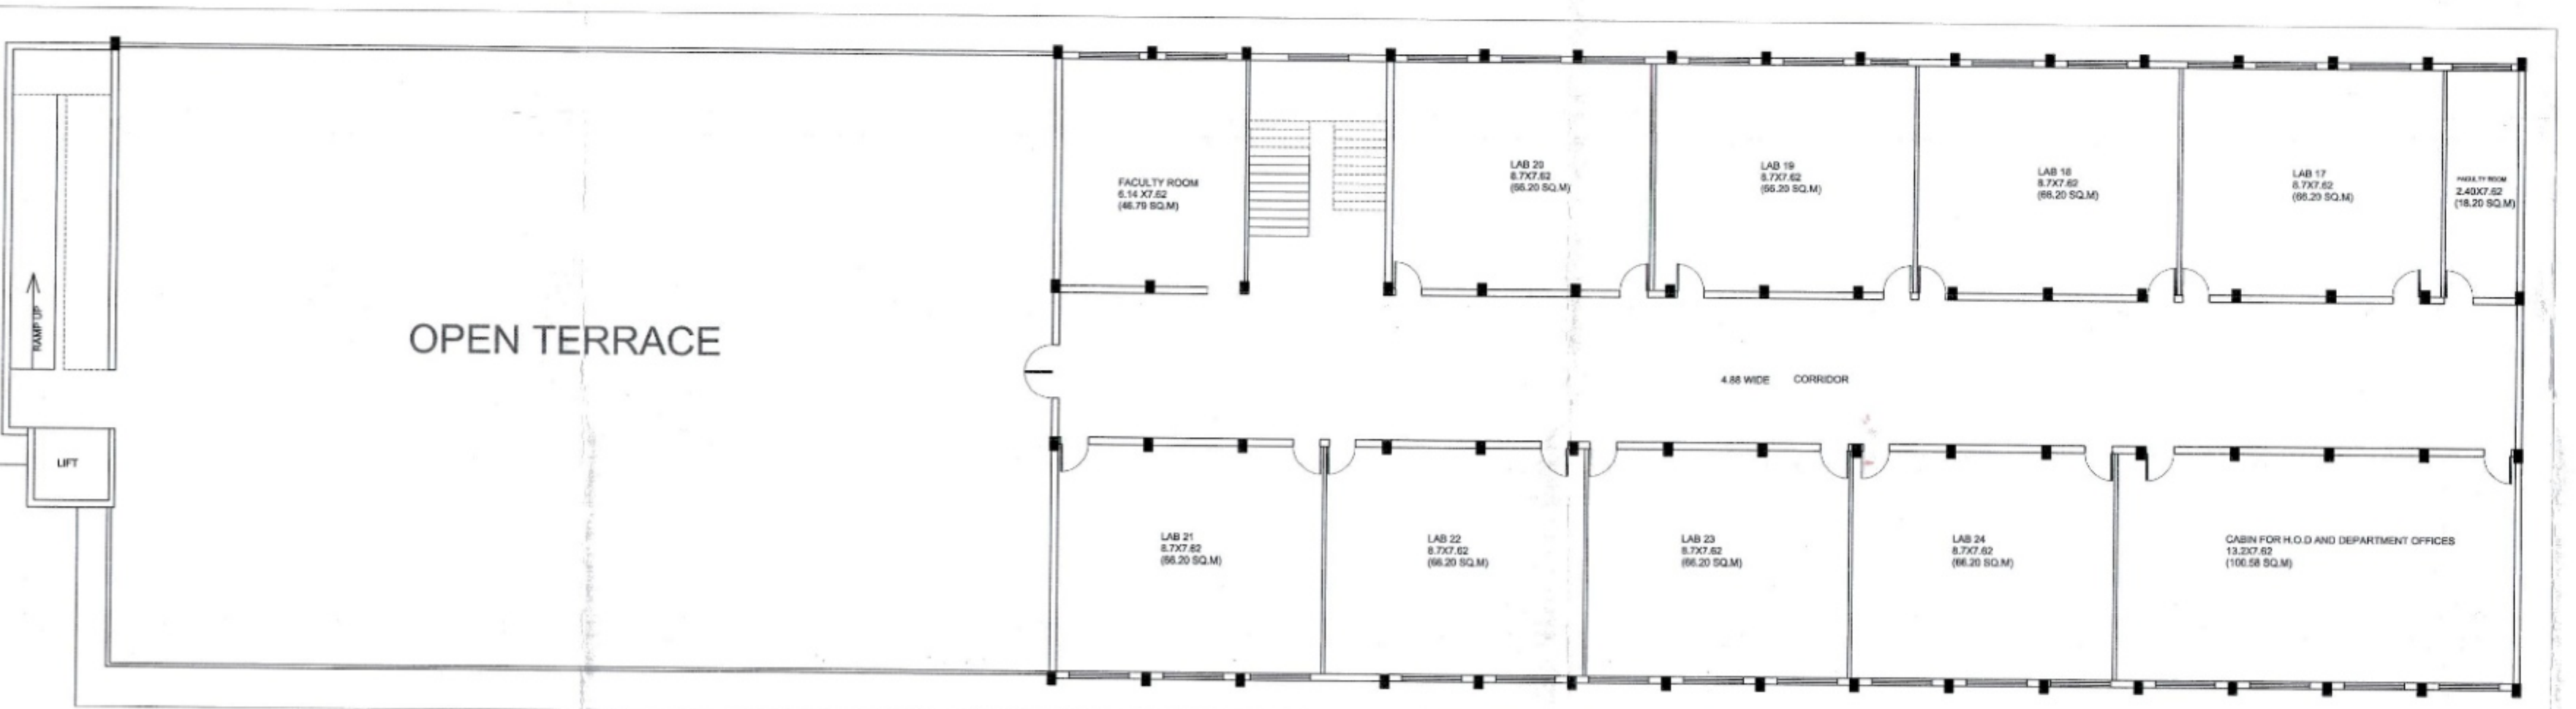 FACULTY ROOM
6.14 X7.62
(46.79 SQ.M)
LAB 20
8.7X7.62
(66.20 SQ.M)
LAB 19
8.7X7.62
(66.20 SQ.M)
LAB 18
8.7X7.62
(66.20 SQ.M)
LAB 17
8.7X7.62
(66.20 SQ.M)
FACULTY ROOM
2.40X7.62
(18.20 SQ.M)
RAMP UP
OPEN TERRACE
4.88 WIDE CORRIDOR
LIFT
LAB 21
8.7X7.62
(66.20 SQ.M)
LAB 22
8.7X7.62
(66.20 SQ.M)
LAB 23
8.7X7.62
(66.20 SQ.M)
LAB 24
8.7X7.62
(66.20 SQ.M)
CABIN FOR H.O.D AND DEPARTMENT OFFICES
13.2X7.62
(100.58 SQ.M)